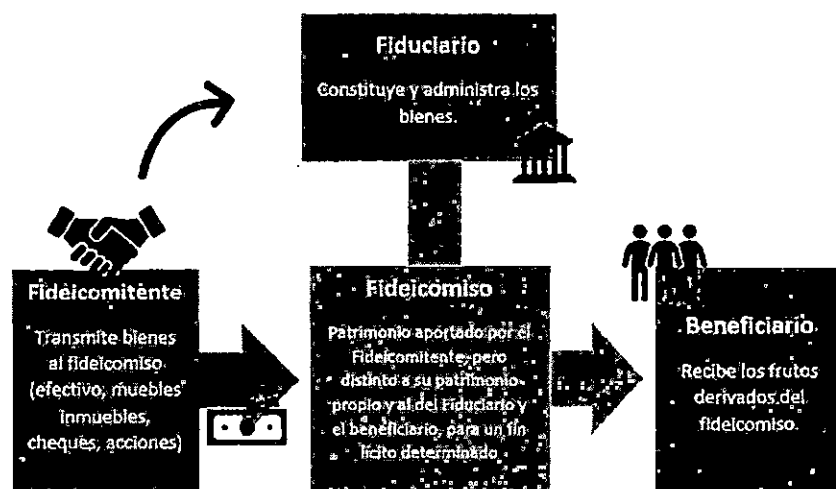 Fiduciario
Constituye y administra los
bienes.
Fideicomitente
Transmite bienes
al fideicomiso
(efectivo, muebles
inmuebles,
cheques, acciones)
Fideicomiso
Patrimonio aportado por el
Fideicomitente pero
distinto a su patrimonio
propio y al del Fiduciario y
el beneficiario, para un fin
lícito determinado
Beneficiario
Recibe los frutos
derivados del
fideicomiso.